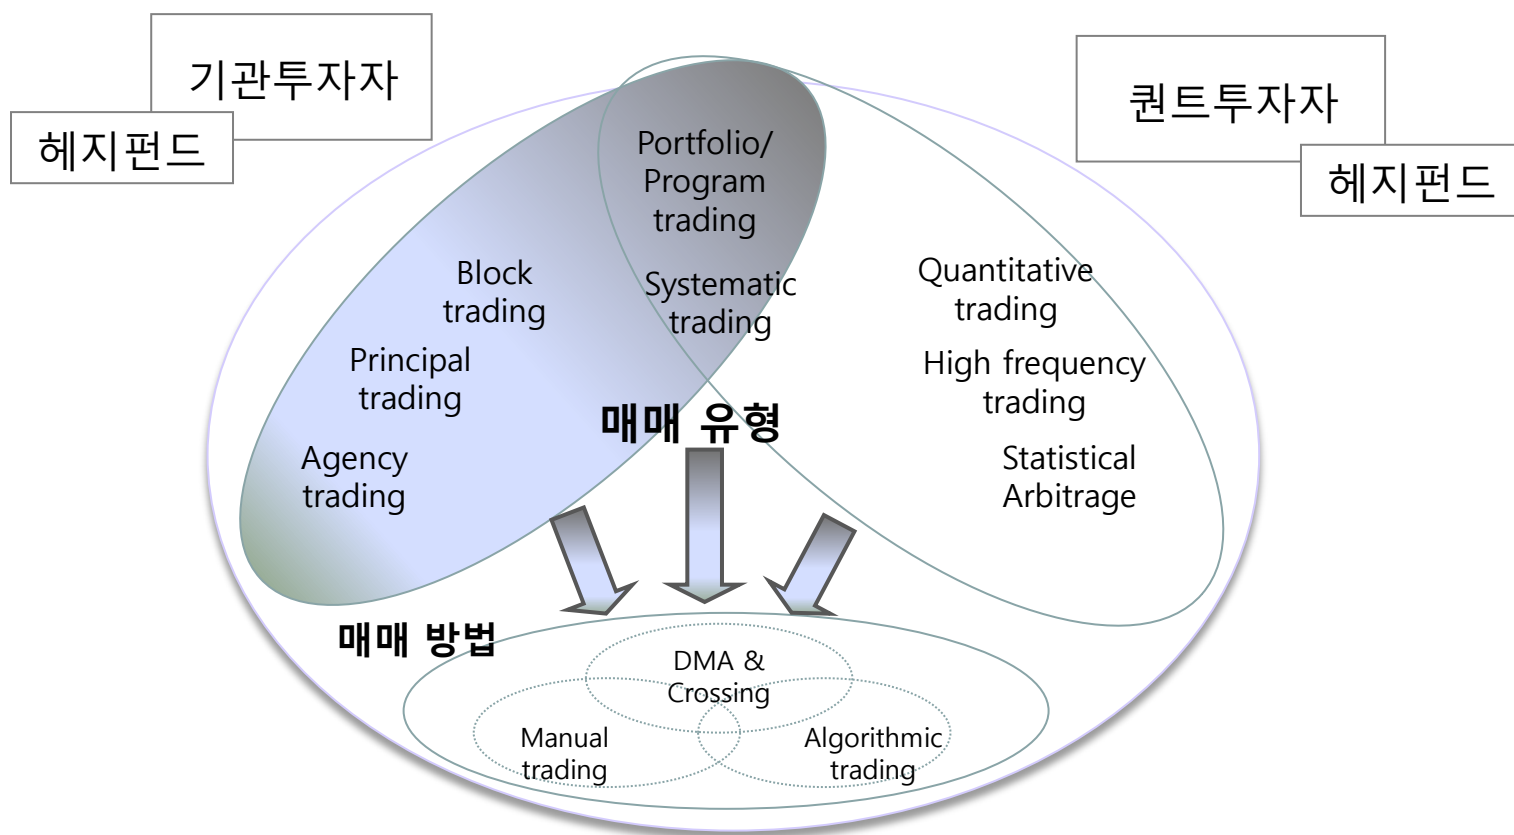 기관투자자
헤지펀드
퀀트투자자
헤지펀드
Portfolio/
Program
trading
Systematic
trading
Block
trading
Principal
trading
Agency
trading
Quantitative
trading
High frequency
trading
Statistical
Arbitrage
매매 유형
매매 방법
DMA &
Crossing
Manual
trading
Algorithmic
trading